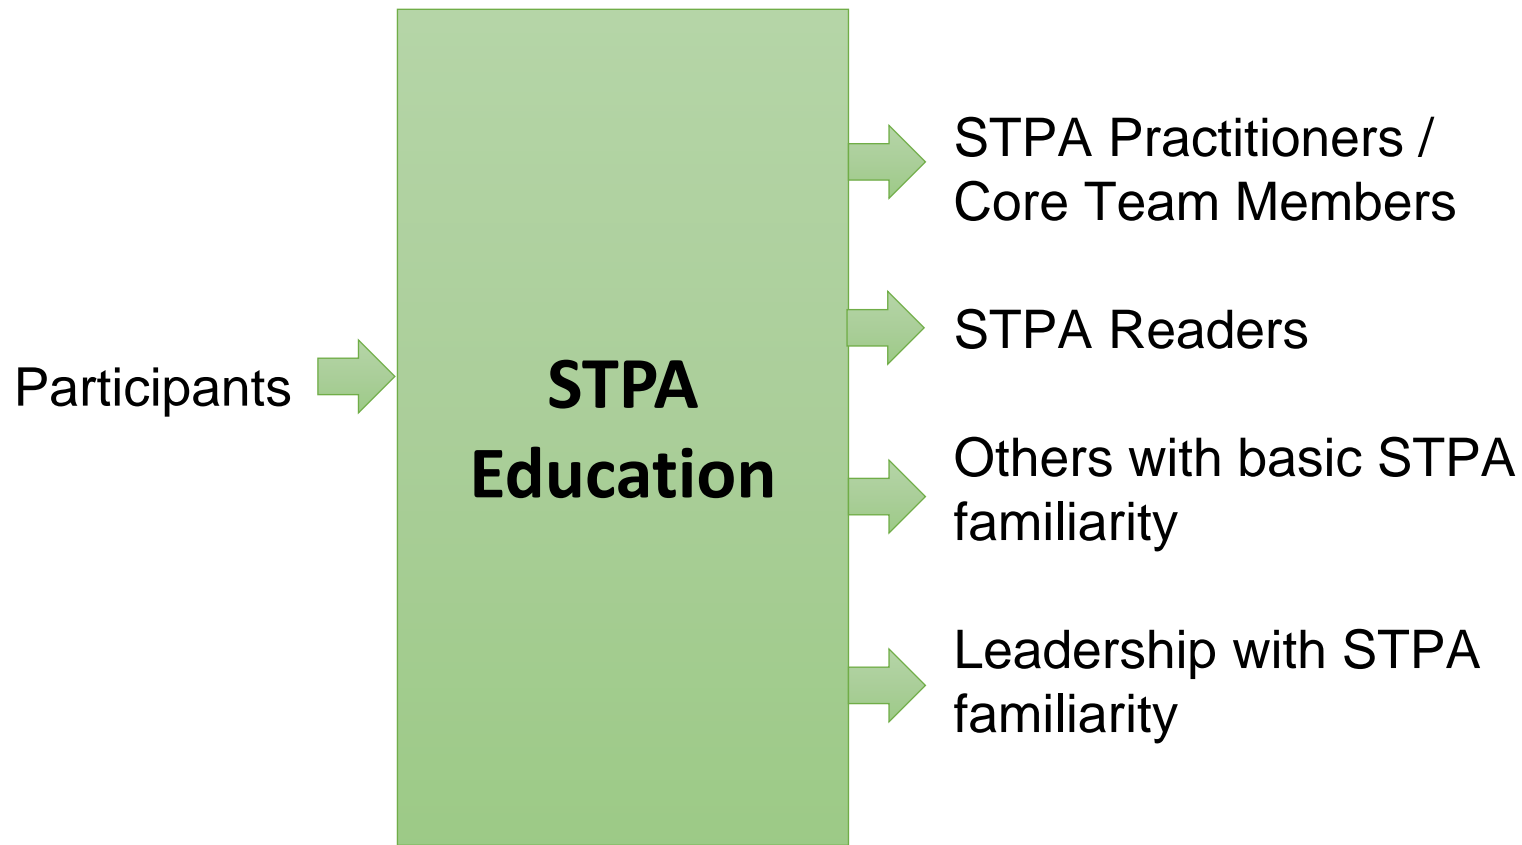 Participants
STPA
Education
STPA Practitioners /
Core Team Members
STPA Readers
Others with basic STPA
familiarity
Leadership with STPA
familiarity